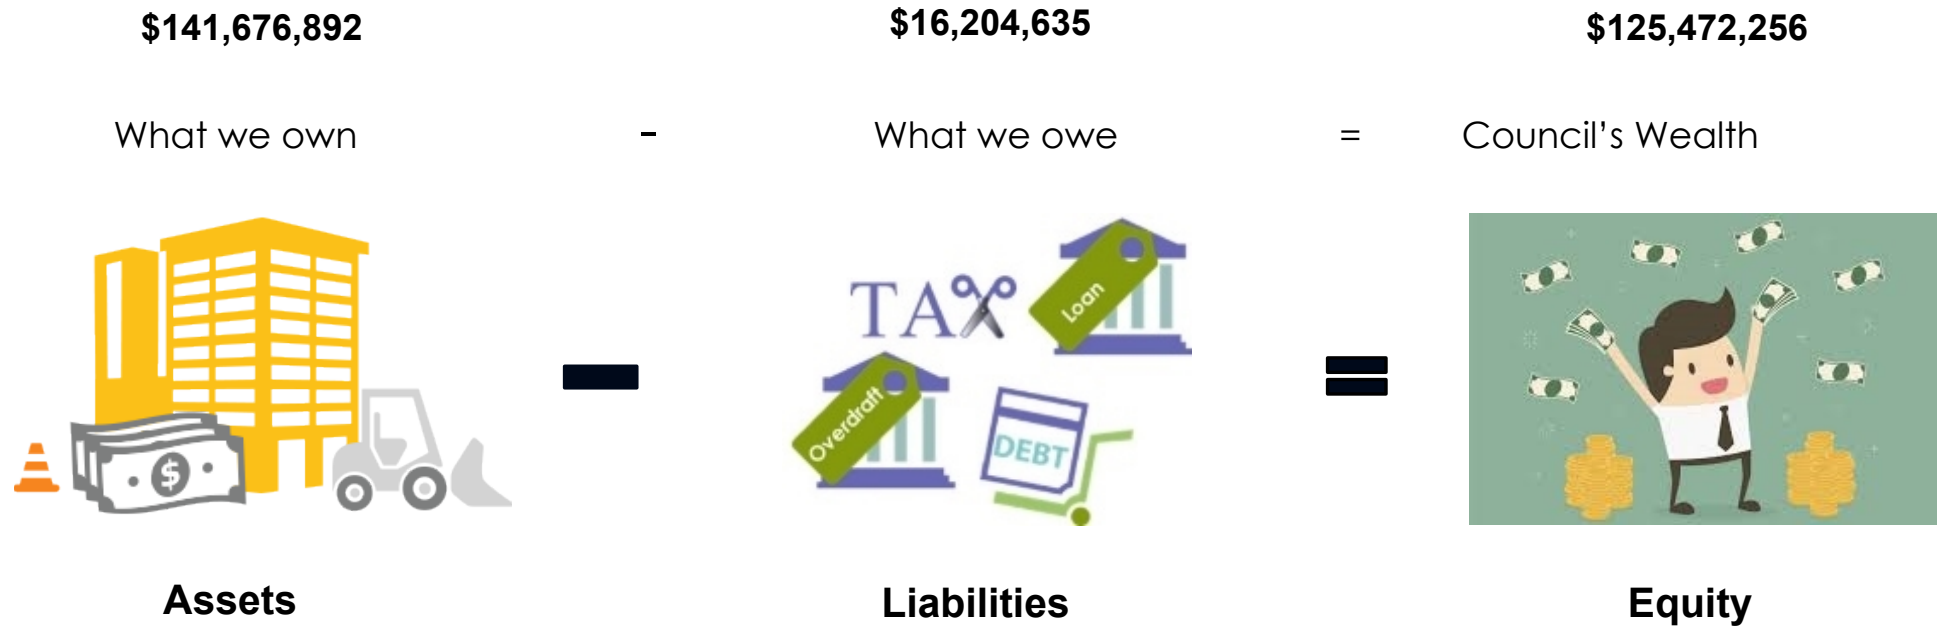 $141,676,892
$16,204,635
$125,472,256
What we own - What we owe = Council's Wealth
TAX
Loan
Overdraft
DEBT
$
Assets
Liabilities
Equity